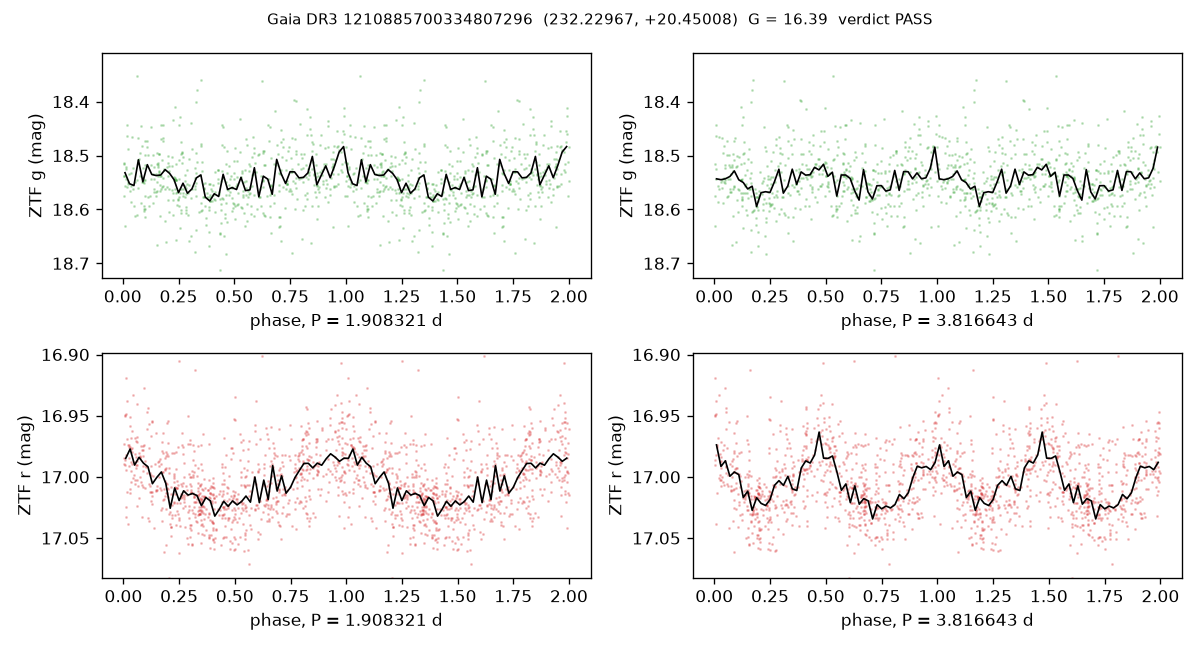 Gaia DR3 1210885700334807296  (232.22967, +20.45008)  G = 16.39  verdict PASS
ZTF g (mag)
18.4
18.5
18.6
18.7
0.00 0.25 0.50 0.75 1.00 1.25 1.50 1.75 2.00
phase, P = 1.908321 d
ZTF g (mag)
18.4
18.5
18.6
18.7
0.00 0.25 0.50 0.75 1.00 1.25 1.50 1.75 2.00
phase, P = 3.816643 d
ZTF r (mag)
16.90
16.95
17.00
17.05
0.00 0.25 0.50 0.75 1.00 1.25 1.50 1.75 2.00
phase, P = 1.908321 d
ZTF r (mag)
16.90
16.95
17.00
17.05
0.00 0.25 0.50 0.75 1.00 1.25 1.50 1.75 2.00
phase, P = 3.816643 d